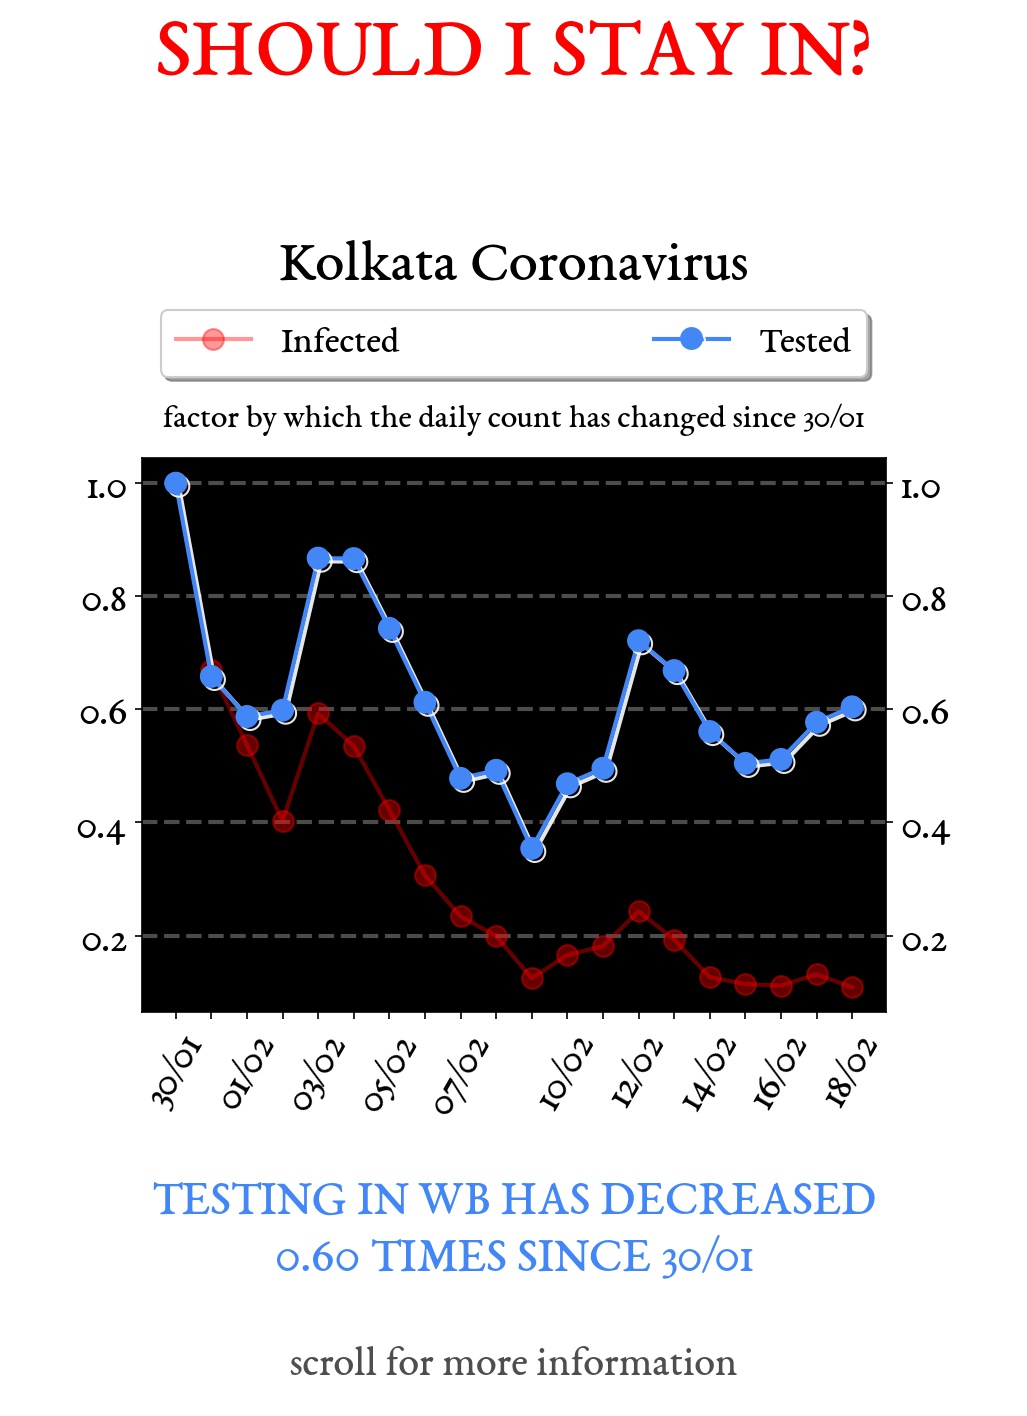 SHOULD I STAY IN?
Kolkata Coronavirus
Infected Tested
factor by which the daily count has changed since 30/01
1.0 1.0
0.8 0.8
0.6 0.6
0.4 0.4
0.2 0.2
30/01 01/02 03/02 05/02 07/02 10/02 12/02 14/02 16/02 18/02
TESTING IN WB HAS DECREASED
0.60 TIMES SINCE 30/01
scroll for more information